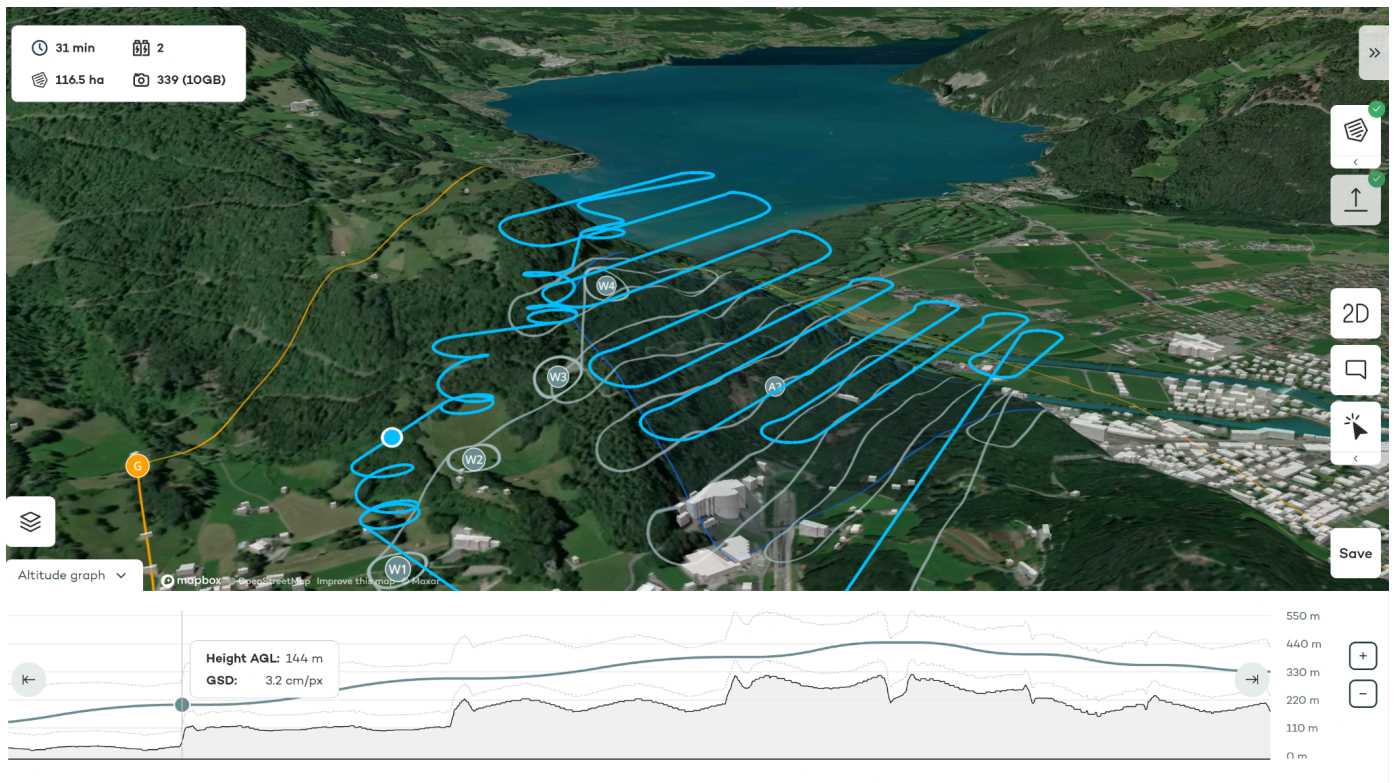 31 min
2
116.5 ha
339 (10GB)
2D
W4
W3
A2
W2
G
Save
W1
Altitude graph
mapbox © OpenStreetMap Improve this map © Maxar
550 m
440 m
Height AGL: 144 m
GSD: 3.2 cm/px
330 m
220 m
110 m
0 m